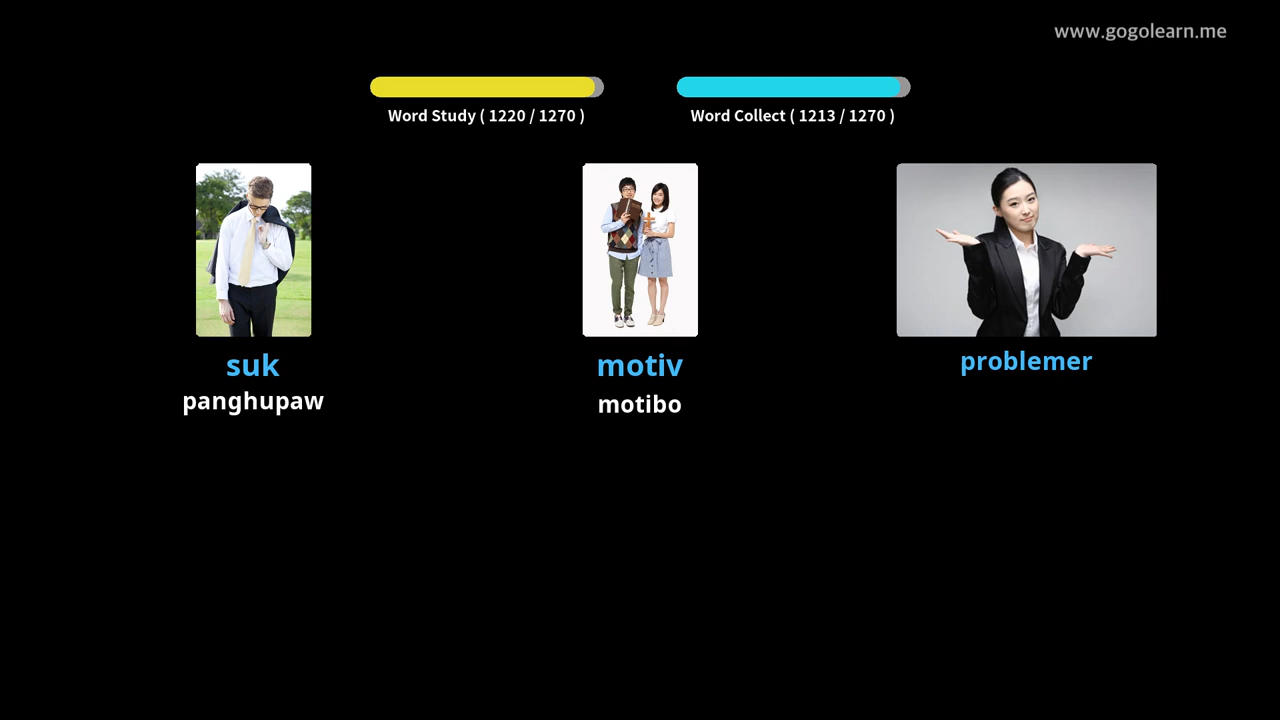 www.gogolearn.me
Word Study ( 1220 / 1270 )
Word Collect ( 1213 / 1270 )
suk
motiv
problemer
panghupaw
motibo